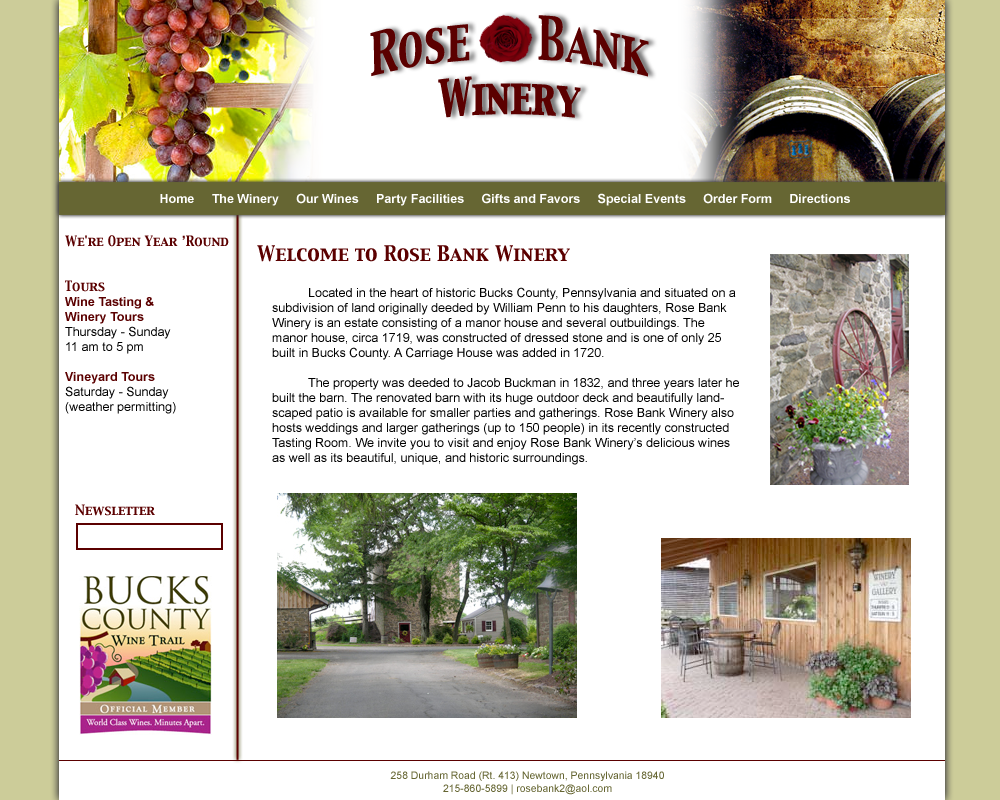 Rose Bank
Winery
Home The Winery Our Wines Party Facilities Gifts and Favors Special Events Order Form Directions
We're Open Year 'Round
Tours
Wine Tasting &
Winery Tours
Thursday - Sunday
11 am to 5 pm
Vineyard Tours
Saturday - Sunday
(weather permitting)
Newsletter
BUCKS
COUNTY
Wine Trail
Official Member
World Class Wines. Minutes Apart.
Welcome to Rose Bank Winery
Located in the heart of historic Bucks County, Pennsylvania and situated on a
subdivision of land originally deeded by William Penn to his daughters, Rose Bank
Winery is an estate consisting of a manor house and several outbuildings. The
manor house, circa 1719, was constructed of dressed stone and is one of only 25
built in Bucks County. A Carriage House was added in 1720.
The property was deeded to Jacob Buckman in 1832, and three years later he
built the barn. The renovated barn with its huge outdoor deck and beautifully land-
scaped patio is available for smaller parties and gatherings. Rose Bank Winery also
hosts weddings and larger gatherings (up to 150 people) in its recently constructed
Tasting Room. We invite you to visit and enjoy Rose Bank Winery's delicious wines
as well as its beautiful, unique, and historic surroundings.
WINERY
GALLERY
258 Durham Road (Rt. 413) Newtown, Pennsylvania 18940
215-860-5899 | rosebank2@aol.com